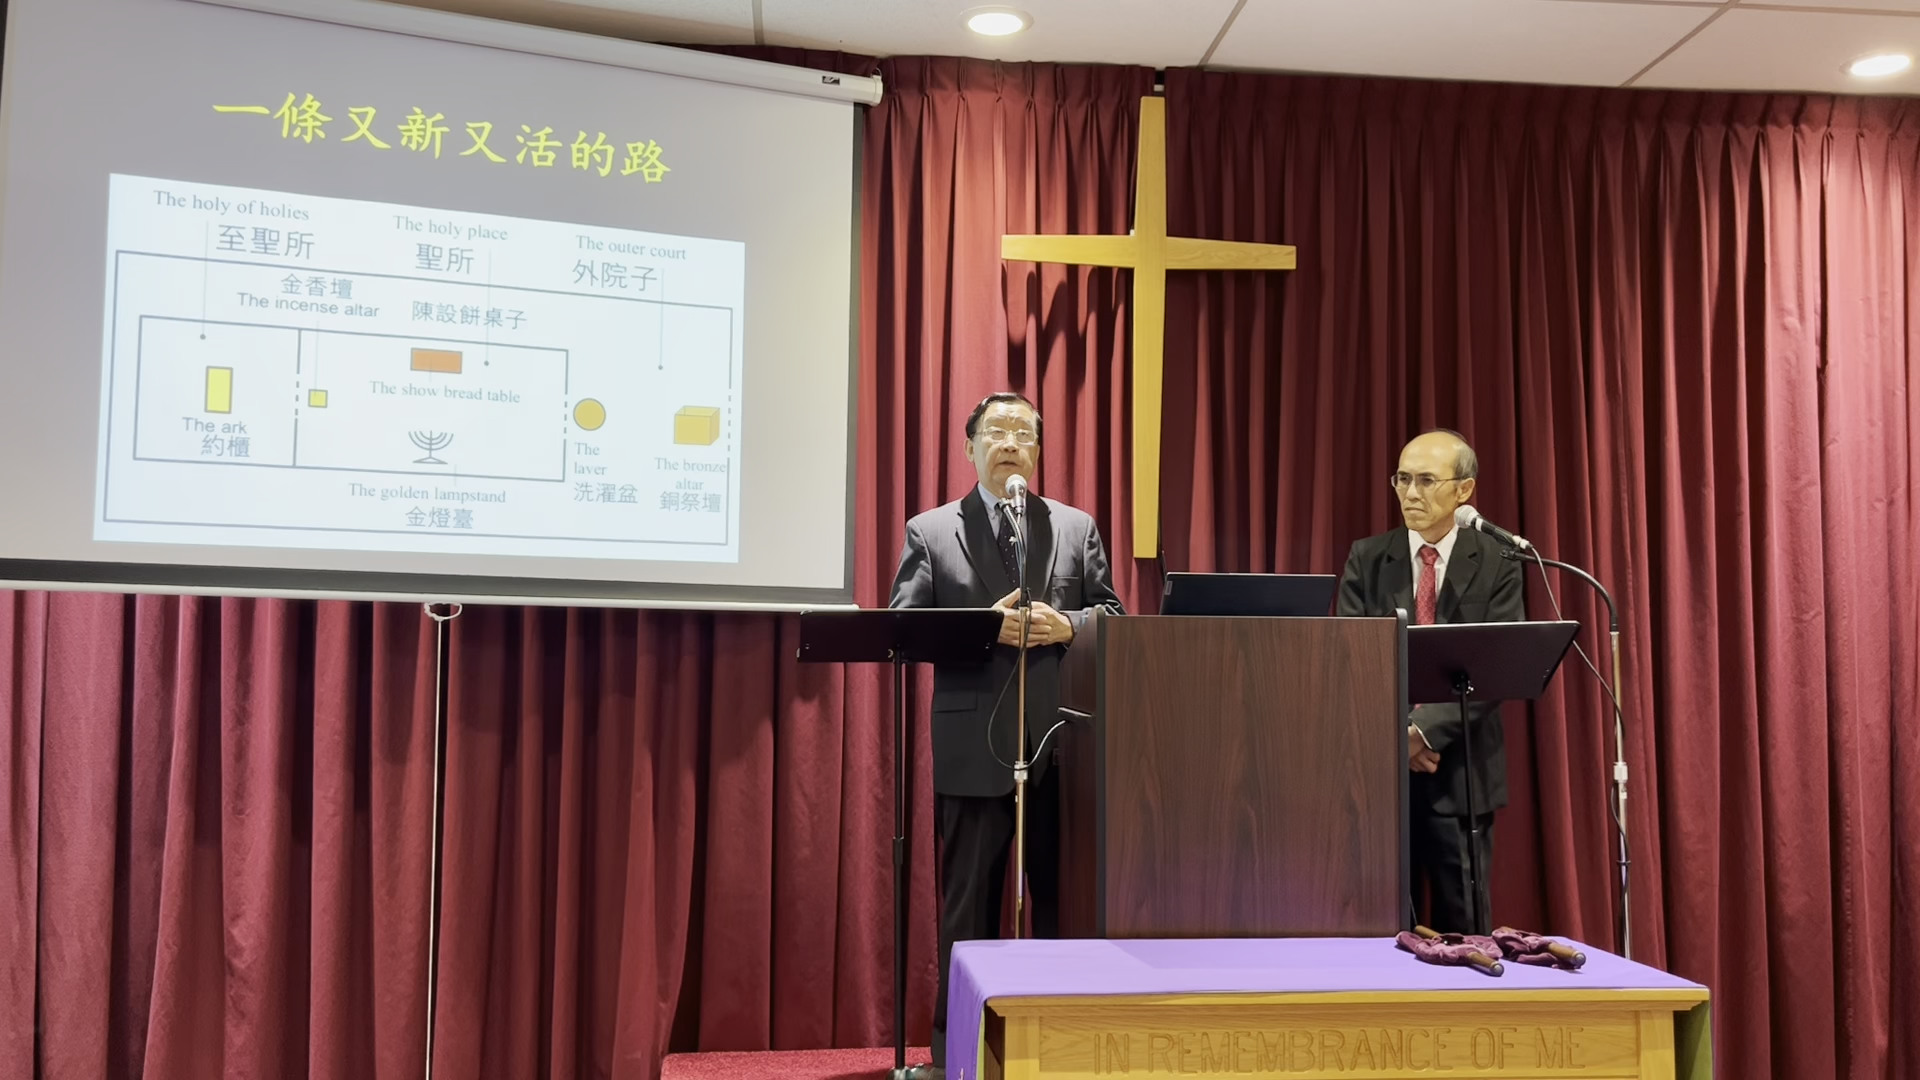 一條又新又活的路
The holy of holies
至聖所
The holy place
聖所
The outer court
外院子
金香壇
The incense altar
陳設餅桌子
The show bread table
The ark
約櫃
The golden lampstand
金燈臺
The
laver
洗濯盆
The bronze
altar
銅祭壇
IN REMEMBRANCE OF ME